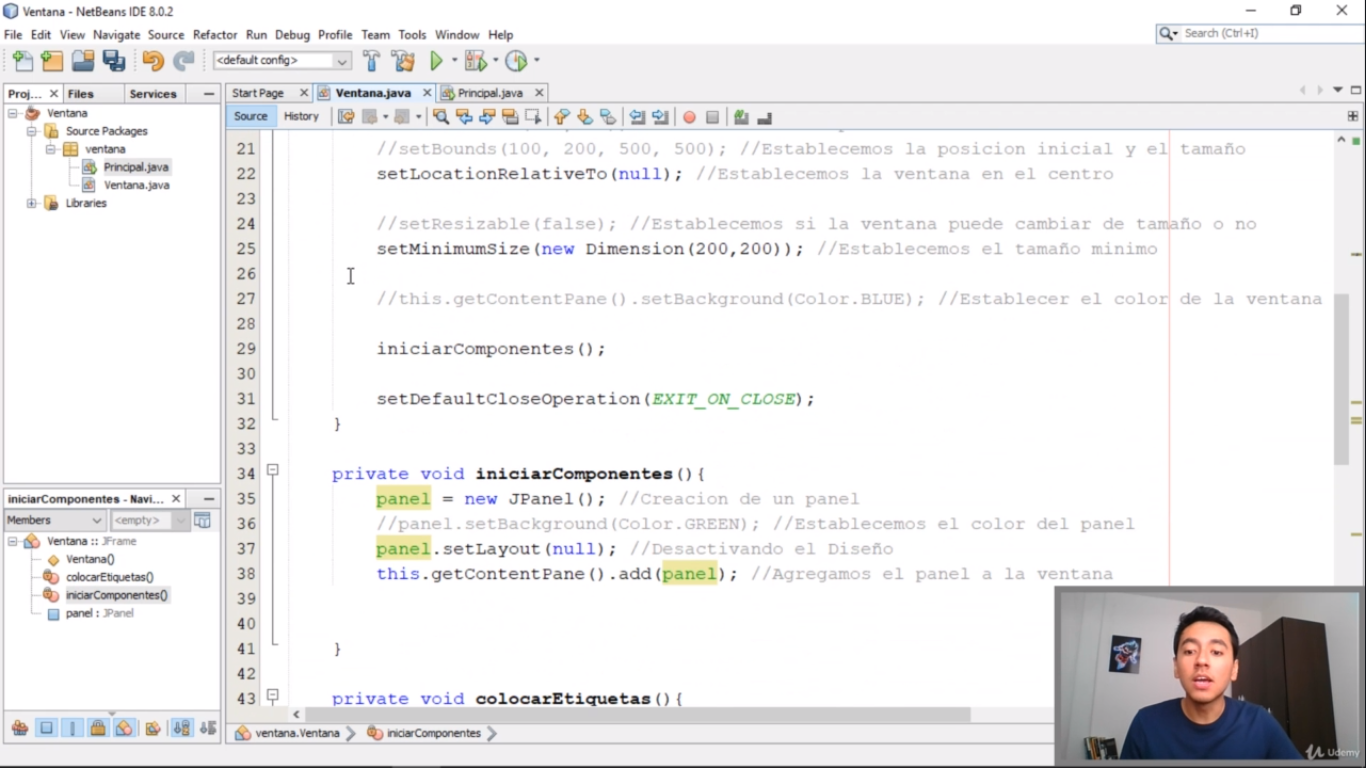 Ventana - NetBeans IDE 8.0.2
File Edit View Navigate Source Refactor Run Debug Profile Team Tools Window Help
Search (Ctrl+I)
<default config>
Proj... Files Services
Start Page Ventana.java Principal.java
Source History
Ventana
Source Packages
ventana
Principal.java
Ventana.java
Libraries
21 //setBounds(100, 200, 500, 500); //Establecemos la posicion inicial y el tamaño
22 setLocationRelativeTo(null); //Establecemos la ventana en el centro
23
24 //setResizable(false); //Establecemos si la ventana puede cambiar de tamaño o no
25 setMinimumSize(new Dimension(200,200)); //Establecemos el tamaño minimo
26
27 //this.getContentPane().setBackground(Color.BLUE); //Establecer el color de la ventana
28
29 iniciarComponentes();
30
31 setDefaultCloseOperation(EXIT_ON_CLOSE);
32 }
33
34 private void iniciarComponentes(){
35 panel = new JPanel(); //Creacion de un panel
36 //panel.setBackground(Color.GREEN); //Establecemos el color del panel
37 panel.setLayout(null); //Desactivando el Diseño
38 this.getContentPane().add(panel); //Agregamos el panel a la ventana
39
40
41 }
42
43 private void colocarEtiquetas(){
iniciarComponentes - Navi...
Members <empty>
Ventana :: JFrame
Ventana()
colocarEtiquetas()
iniciarComponentes()
panel : JPanel
ventana.Ventana iniciarComponentes
Udemy